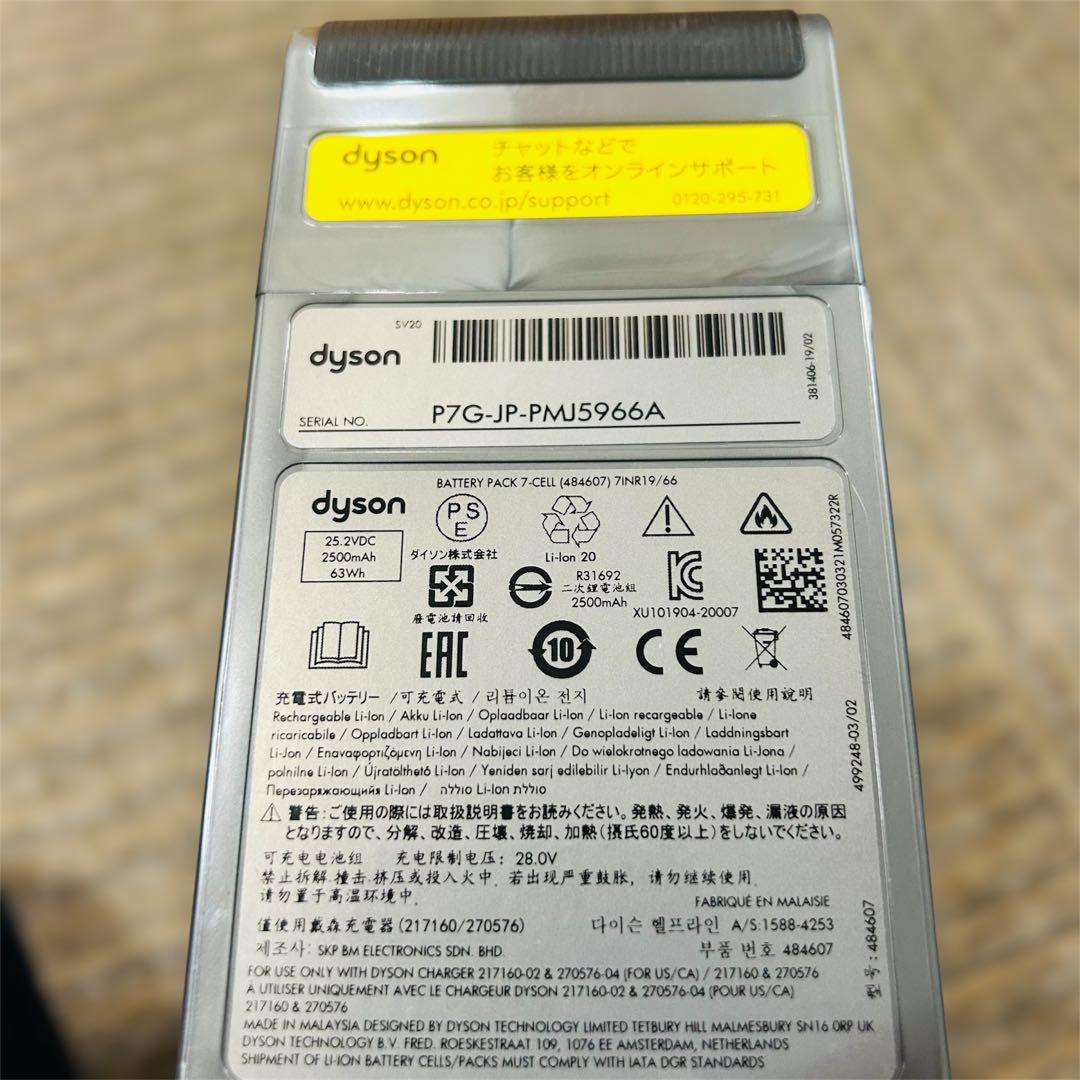 dyson
チャットなどで
お客様をオンラインサポート
www.dyson.co.jp/support 0120-295-731
SV20
dyson
381406-19/02
SERIAL NO. P7G-JP-PMJ5966A
BATTERY PACK 7-CELL (484607) 7INR19/66
dyson
PS
E
25.2VDC
2500mAh
63Wh
ダイソン株式会社
Li-Ion 20
R31692
二次鋰電池組
2500mAh
XU101904-20007
484607030321M057322R
廢電池請回收
EAC
10
CE
充電式バッテリー /可充電式 / 리튬이온 전지 請參閱使用說明
Rechargeable Li-Ion / Akku Li-Ion / Oplaadbaar Li-Ion / Li-Ion recargeable / Li-Ione
ricaricabile / Oppladbart Li-Ion / Ladattava Li-Ion / Genopladeligt Li-Ion / Laddningsbart
Li-Jon / Επαναφορτιζόμενη Li-Ion / Nabíjecí Li-Ion / Do wielokrotnego ladowania Li-Jona /
polnilne Li-Ion / Újratölthető Li-Ion / Yeniden sarj edilebilir Li-Iyon / Endurhlaðanlegt Li-Ion /
Перезаряжающийя Li-Ion / סוללה Li-Ion נטללת
499248-03/02
警告:ご使用の際には取扱説明書をお読みください。発熱、発火、爆発、漏液の原因
となりますので、分解、改造、圧壊、焼却、加熱(摂氏60度以上)をしないでください。
可充电电池组 充电限制电压: 28.0V
禁止拆解,撞击,挤压或投入火中. 若出现严重鼓胀, 请勿继续使用.
请勿置于高温环境中.
FABRIQUÉ EN MALAISIE
僅使用戴森充電器(217160/270576) 다이슨 헬프라인 A/S:1588-4253
제조사: SKP BM ELECTRONICS SDN. BHD. 부품 번호 484607
型号: 484607
FOR USE ONLY WITH DYSON CHARGER 217160-02 & 270576-04 (FOR US/CA) / 217160 & 270576
A UTILISER UNIQUEMENT AVEC LE CHARGEUR DYSON 217160-02 & 270576-04 (POUR US/CA)
217160 & 270576
MADE IN MALAYSIA DESIGNED BY DYSON TECHNOLOGY LIMITED TETBURY HILL MALMESBURY SN16 0RP UK
DYSON TECHNOLOGY B.V. FRED. ROESKESTRAAT 109, 1076 EE AMSTERDAM, NETHERLANDS
SHIPMENT OF LI-ION BATTERY CELLS/PACKS MUST COMPLY WITH IATA DGR STANDARDS